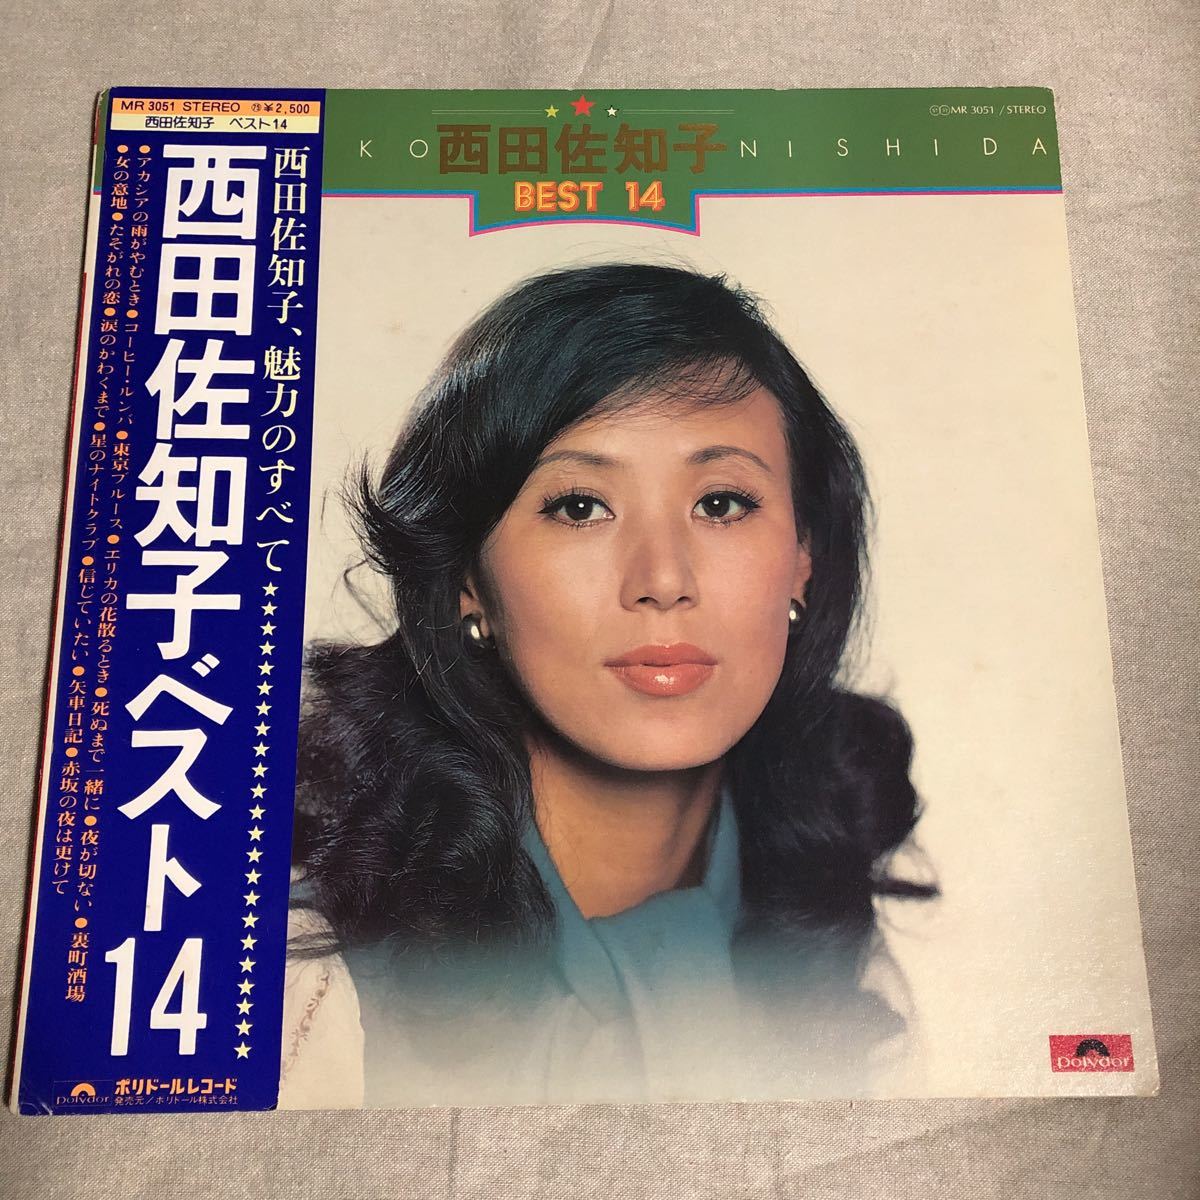 MR 3051 STEREO ㊆¥2,500
西田佐知子 ベスト14
西田佐知子、魅力のすべて★★★★★★★★★★★★★★★★★★★★★
西田佐知子ベスト14
●アカシアの雨がやむとき●コーヒー・ルンバ●東京ブルース●エリカの花散るとき●死ぬまで一緒に●夜が切ない●裏町酒場
●女の意地●たそがれの恋●涙のかわくまで●星のナイトクラブ●信じていたい●矢車日記●赤坂の夜は更けて
polydor ポリドールレコード
発売元/ポリドール株式会社
MR 3051 / STEREO
KO 西田佐知子 NISHIDA
BEST 14
polydor